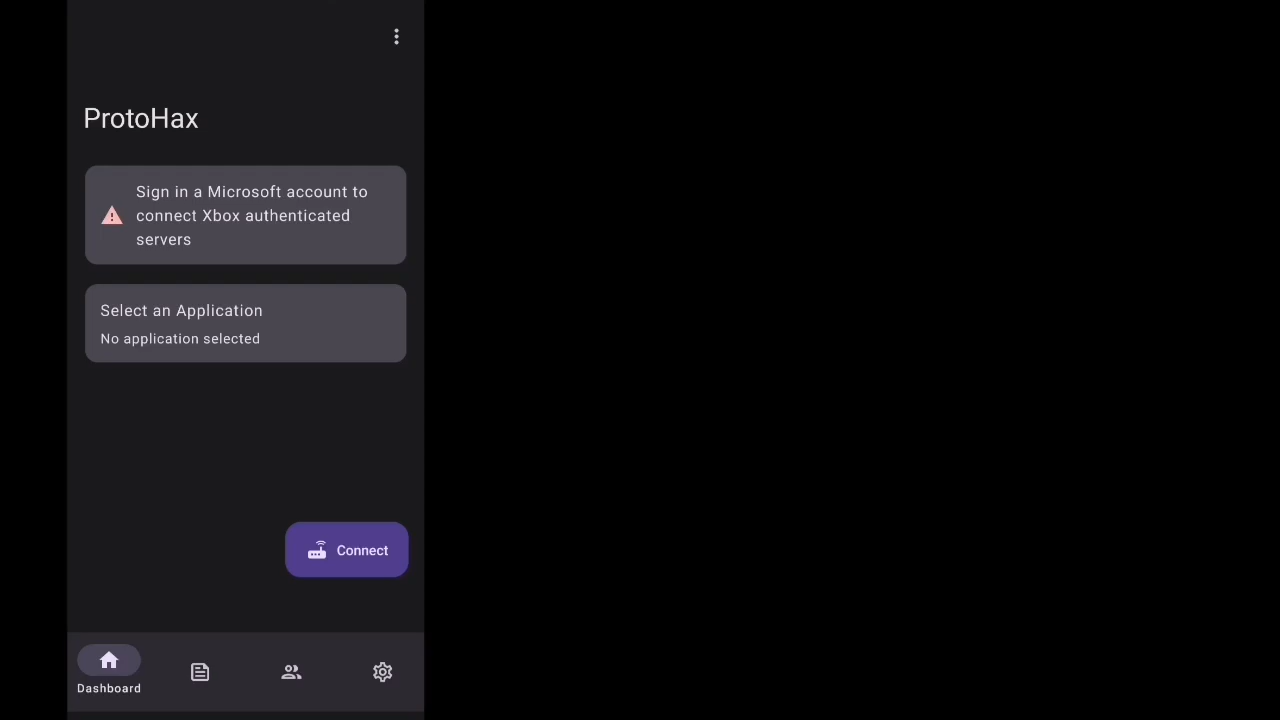 ProtoHax
Sign in a Microsoft account to
connect Xbox authenticated
servers
Select an Application
No application selected
Connect
Dashboard